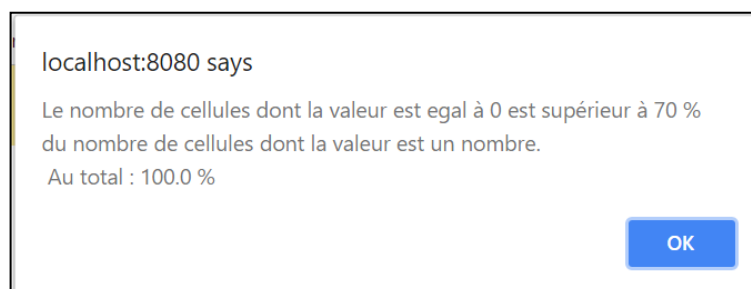 localhost:8080 says
Le nombre de cellules dont la valeur est egal à 0 est supérieur à 70 %
du nombre de cellules dont la valeur est un nombre.
Au total : 100.0 %
OK